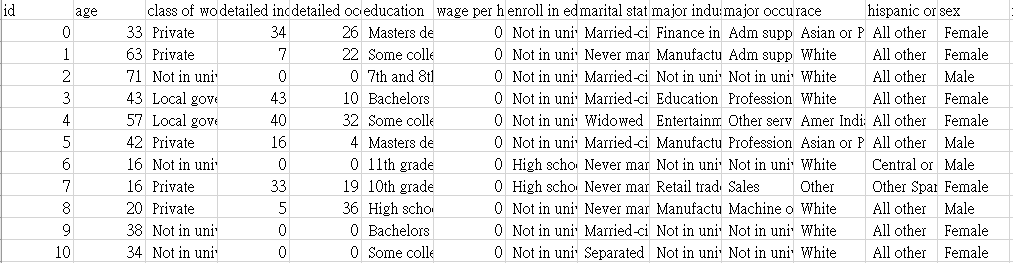 id age class of wo detailed ind detailed oc education wage per h enroll in ed marital stat major indu major occu race hispanic or sex
0 33 Private 34 26 Masters de 0 Not in univ Married-ci Finance in Adm supp Asian or P All other Female
1 63 Private 7 22 Some colle 0 Not in univ Never mar Manufactu Adm supp White All other Female
2 71 Not in univ 0 0 7th and 8th 0 Not in univ Married-ci Not in univ Not in univ White All other Male
3 43 Local gove 43 10 Bachelors 0 Not in univ Married-ci Education Profession White All other Female
4 57 Local gove 40 32 Some colle 0 Not in univ Widowed Entertainm Other serv Amer India All other Female
5 42 Private 16 4 Masters de 0 Not in univ Married-ci Manufactu Profession Asian or P All other Male
6 16 Not in univ 0 0 11th grade 0 High scho Never mar Not in univ Not in univ White Central or Male
7 16 Private 33 19 10th grade 0 High scho Never mar Retail trad Sales Other Other Spa Female
8 20 Private 5 36 High scho 0 Not in univ Never mar Manufactu Machine o White All other Male
9 38 Not in univ 0 0 Bachelors 0 Not in univ Married-ci Not in univ Not in univ White All other Female
10 34 Not in univ 0 0 Some colle 0 Not in univ Separated Not in univ Not in univ White All other Female